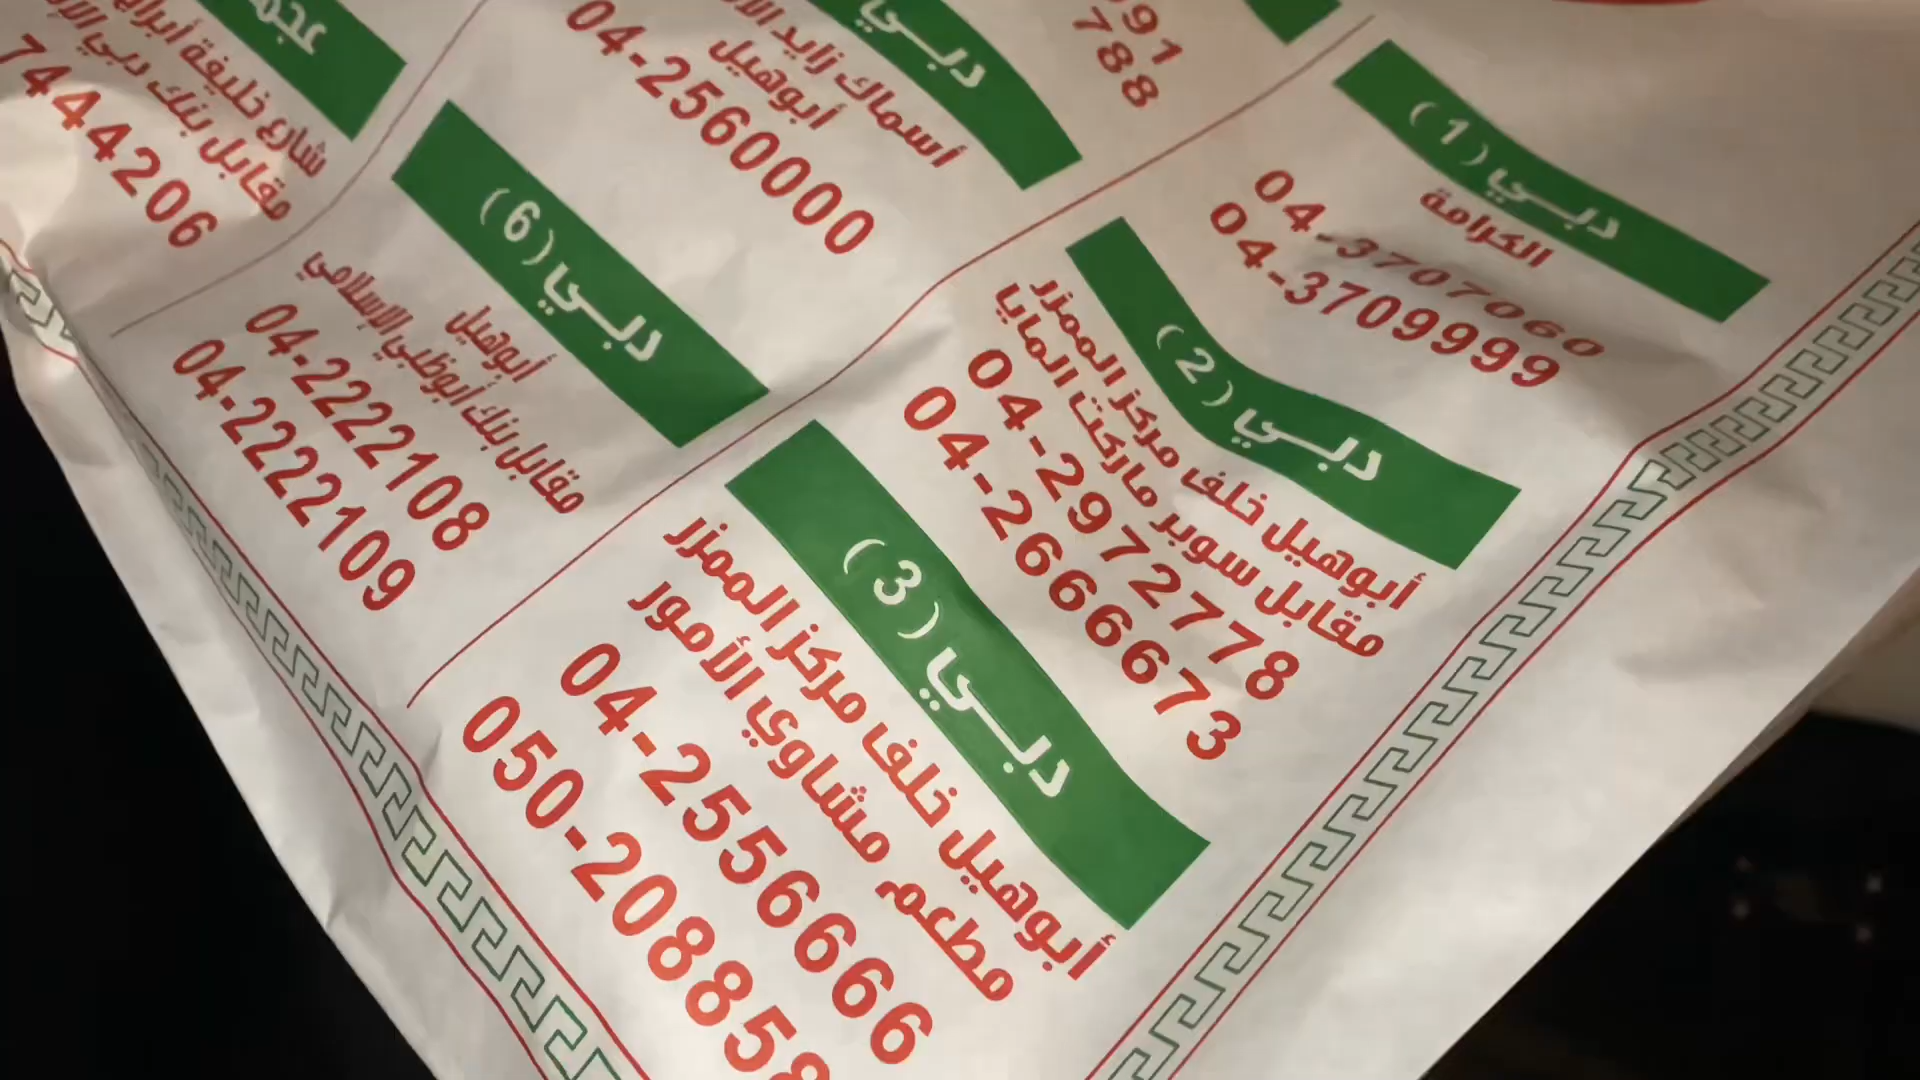 دبي (1)
الكرامة
04-3707060
04-3709999
دبي (2)
أبوهيل خلف مركز الممزر
مقابل سوبر ماركت المايا
04-2972778
04-2666673
دبي (3)
أبوهيل خلف مركز الممزر
مطعم مشاوي الأمور
04-2556666
91
788
دبي
أسماك زايد
أبوهيل
04-2560000
دبي (6)
أبوهيل
مقابل بنك أبوظبي الإسلامي
04-2222108
04-2222109
شارع خليفة
مقابل بنك دبي
7444206